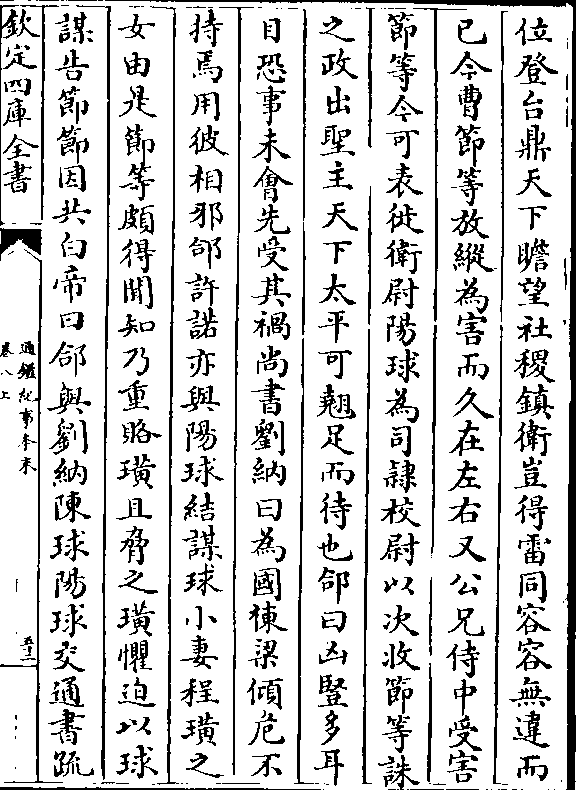 位登台鼎天下瞻望社稷鎮衛豈得雷同容容無違而
已今曹節等放縱為害而久在左右又公兄侍中受害
節等今可表徙衛尉陽球為司隸校尉以次收節等誅
之政出聖主天下太平可翹足而待也郃曰凶豎多耳
目恐事未會先受其禍尚書劉納曰為國棟梁傾危不
持焉用彼相邪郃許諾亦與陽球結謀球小妻程璜之
女由是節等頗得聞知乃重賂璜且脅之璜懼迫以球
謀告節節因共白帝曰郃與劉納陳球陽球交通書疏
欽定四庫全書
通鑑紀事本末
卷八上
五十二